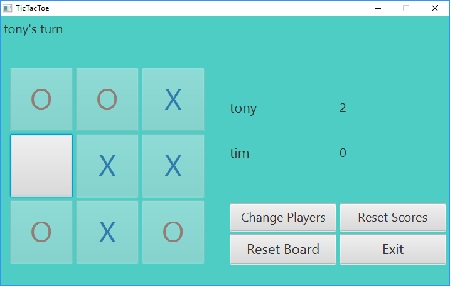 TicTacToe
tony's turn
O O X
X X
O X O
tony 2
tim 0
Change Players Reset Scores
Reset Board Exit